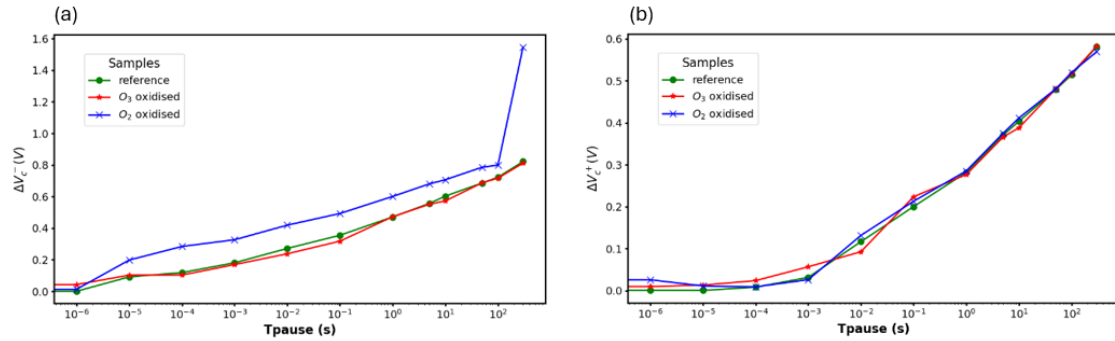 (a)
1.6
1.4
1.2
1.0
0.8
0.6
0.4
0.2
0.0
ΔV_c^-(V)
Samples
reference
O_3 oxidised
O_2 oxidised
10^-6 10^-5 10^-4 10^-3 10^-2 10^-1 10^0 10^1 10^2
Tpause (s)
(b)
0.6
0.5
0.4
0.3
0.2
0.1
0.0
ΔV_c^+(V)
Samples
reference
O_3 oxidised
O_2 oxidised
10^-6 10^-5 10^-4 10^-3 10^-2 10^-1 10^0 10^1 10^2
Tpause (s)